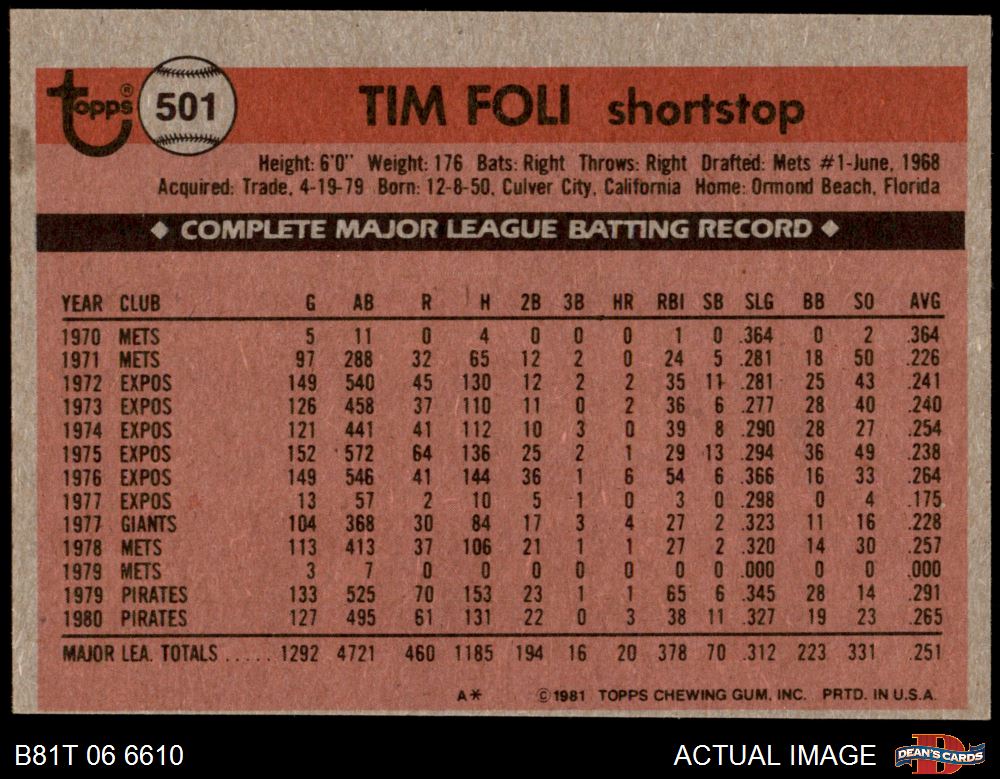 topps® 501 TIM FOLI shortstop
Height: 6'0" Weight: 176 Bats: Right Throws: Right Drafted: Mets #1-June, 1968
Acquired: Trade, 4-19-79 Born: 12-8-50, Culver City, California Home: Ormond Beach, Florida
◆ COMPLETE MAJOR LEAGUE BATTING RECORD ◆
YEAR CLUB G AB R H 2B 3B HR RBI SB SLG BB SO AVG
1970 METS 5 11 0 4 0 0 0 1 0 .364 0 2 .364
1971 METS 97 288 32 65 12 2 0 24 5 .281 18 50 .226
1972 EXPOS 149 540 45 130 12 2 2 35 11 .281 25 43 .241
1973 EXPOS 126 458 37 110 11 0 2 36 6 .277 28 40 .240
1974 EXPOS 121 441 41 112 10 3 0 39 8 .290 28 27 .254
1975 EXPOS 152 572 64 136 25 2 1 29 13 .294 36 49 .238
1976 EXPOS 149 546 41 144 36 1 6 54 6 .366 16 33 .264
1977 EXPOS 13 57 2 10 5 1 0 3 0 .298 0 4 .175
1977 GIANTS 104 368 30 84 17 3 4 27 2 .323 11 16 .228
1978 METS 113 413 37 106 21 1 1 27 2 .320 14 30 .257
1979 METS 3 7 0 0 0 0 0 0 0 .000 0 0 .000
1979 PIRATES 133 525 70 153 23 1 1 65 6 .345 28 14 .291
1980 PIRATES 127 495 61 131 22 0 3 38 11 .327 19 23 .265
MAJOR LEA. TOTALS ..... 1292 4721 460 1185 194 16 20 378 70 .312 223 331 .251
A* ©1981 TOPPS CHEWING GUM, INC. PRTD. IN U.S.A.
B81T 06 6610 ACTUAL IMAGE DEAN'S CARDS